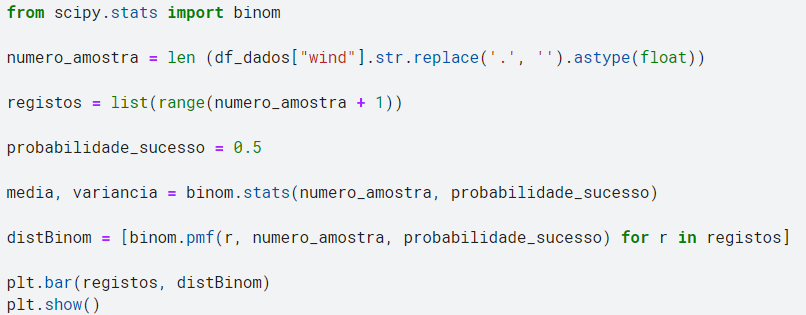 from scipy.stats import binom
numero_amostra = len (df_dados["wind"].str.replace('.', '').astype(float))
registos = list(range(numero_amostra + 1))
probabilidade_sucesso = 0.5
media, variancia = binom.stats(numero_amostra, probabilidade_sucesso)
distBinom = [binom.pmf(r, numero_amostra, probabilidade_sucesso) for r in registos]
plt.bar(registos, distBinom)
plt.show()